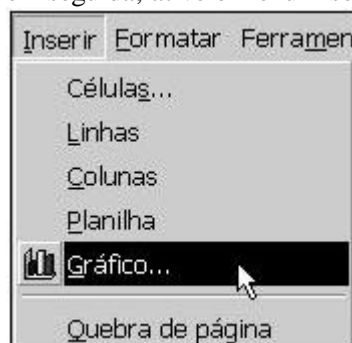 Inserir Formatar Ferramen
Células...
Linhas
Colunas
Planilha
Gráfico...
Quebra de página